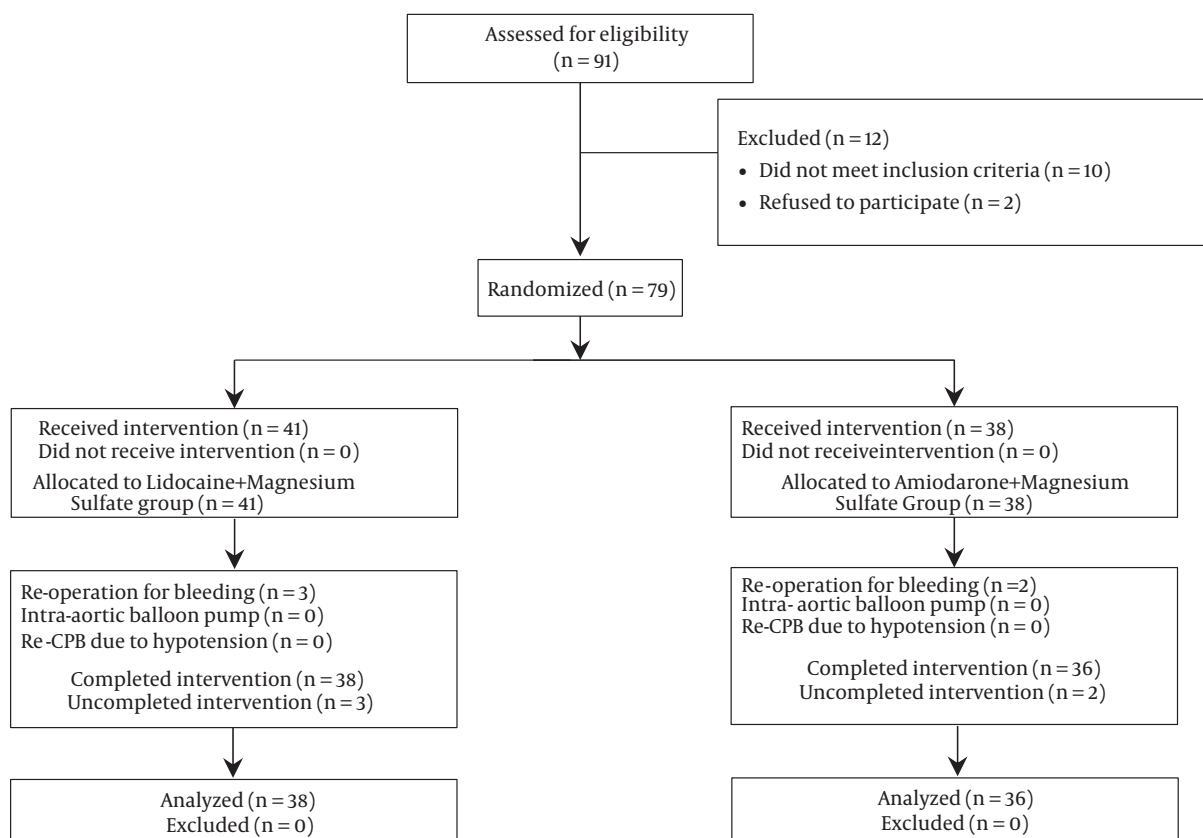 Assessed for eligibility
(n = 91)
Excluded (n = 12)
• Did not meet inclusion criteria (n = 10)
• Refused to participate (n = 2)
Randomized (n = 79)
Received intervention (n = 41)
Did not receive intervention (n = 0)
Allocated to Lidocaine+Magnesium
Sulfate group (n = 41)
Received intervention (n = 38)
Did not receiveintervention (n = 0)
Allocated to Amiodarone+Magnesium
Sulfate Group (n = 38)
Re-operation for bleeding (n = 3)
Intra-aortic balloon pump (n = 0)
Re-CPB due to hypotension (n = 0)
Completed intervention (n = 38)
Uncompleted intervention (n = 3)
Re-operation for bleeding (n =2)
Intra- aortic balloon pump (n = 0)
Re-CPB due to hypotension (n = 0)
Completed intervention (n = 36)
Uncompleted intervention (n = 2)
Analyzed (n = 38)
Excluded (n = 0)
Analyzed (n = 36)
Excluded (n = 0)